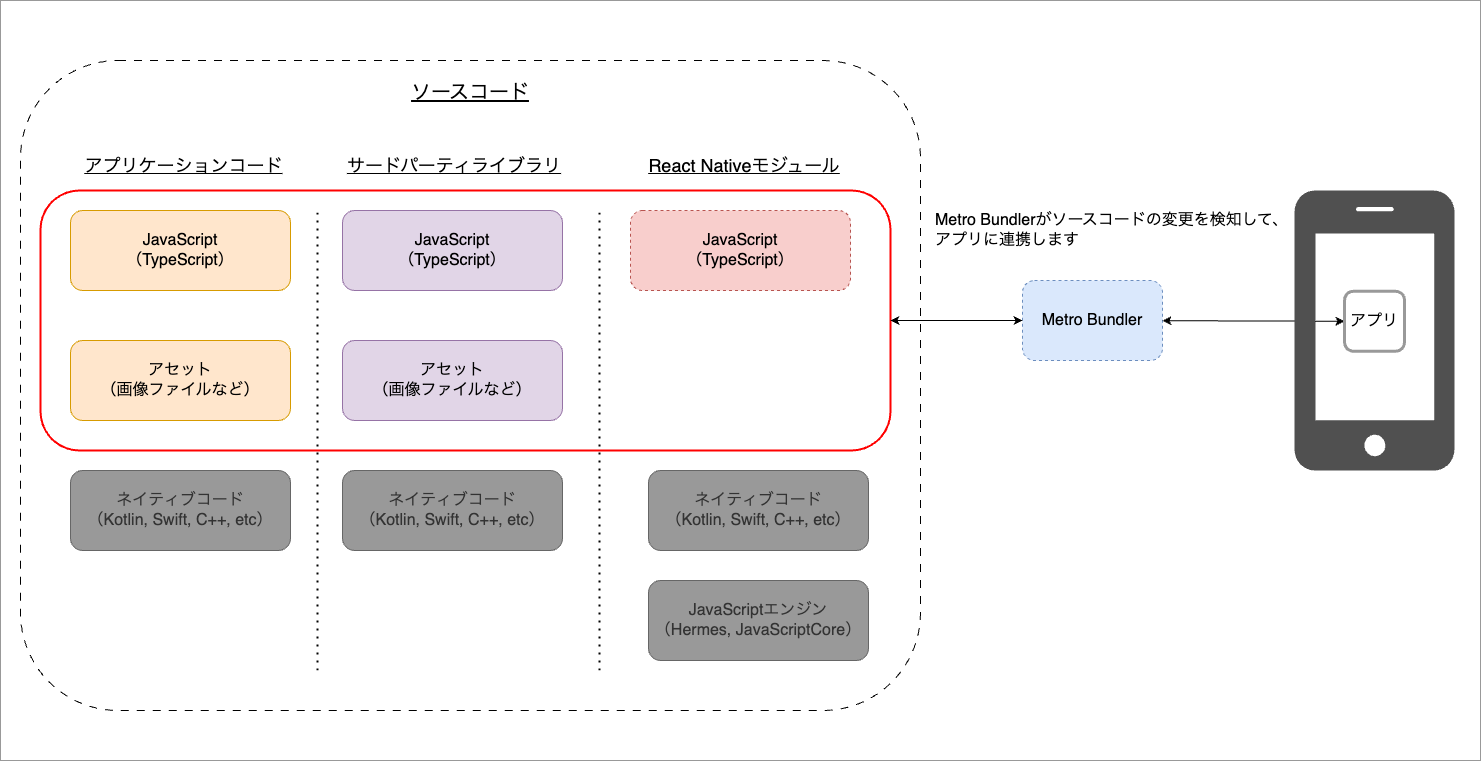 ソースコード
アプリケーションコード
サードパーティライブラリ
React Nativeモジュール
JavaScript
（TypeScript）
JavaScript
（TypeScript）
JavaScript
（TypeScript）
アセット
（画像ファイルなど）
アセット
（画像ファイルなど）
ネイティブコード
（Kotlin, Swift, C++, etc）
ネイティブコード
（Kotlin, Swift, C++, etc）
ネイティブコード
（Kotlin, Swift, C++, etc）
JavaScriptエンジン
（Hermes, JavaScriptCore）
Metro Bundlerがソースコードの変更を検知して、
アプリに連携します
Metro Bundler
アプリ